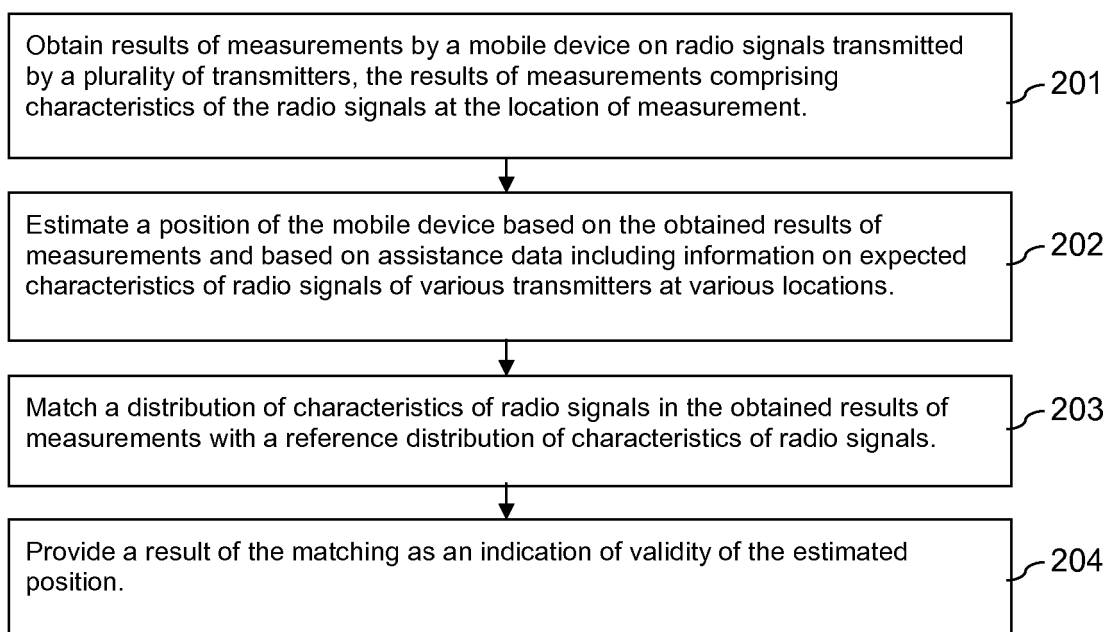 Obtain results of measurements by a mobile device on radio signals transmitted
by a plurality of transmitters, the results of measurements comprising
characteristics of the radio signals at the location of measurement.
201
Estimate a position of the mobile device based on the obtained results of
measurements and based on assistance data including information on expected
characteristics of radio signals of various transmitters at various locations.
202
Match a distribution of characteristics of radio signals in the obtained results of
measurements with a reference distribution of characteristics of radio signals.
203
Provide a result of the matching as an indication of validity of the estimated
position.
204